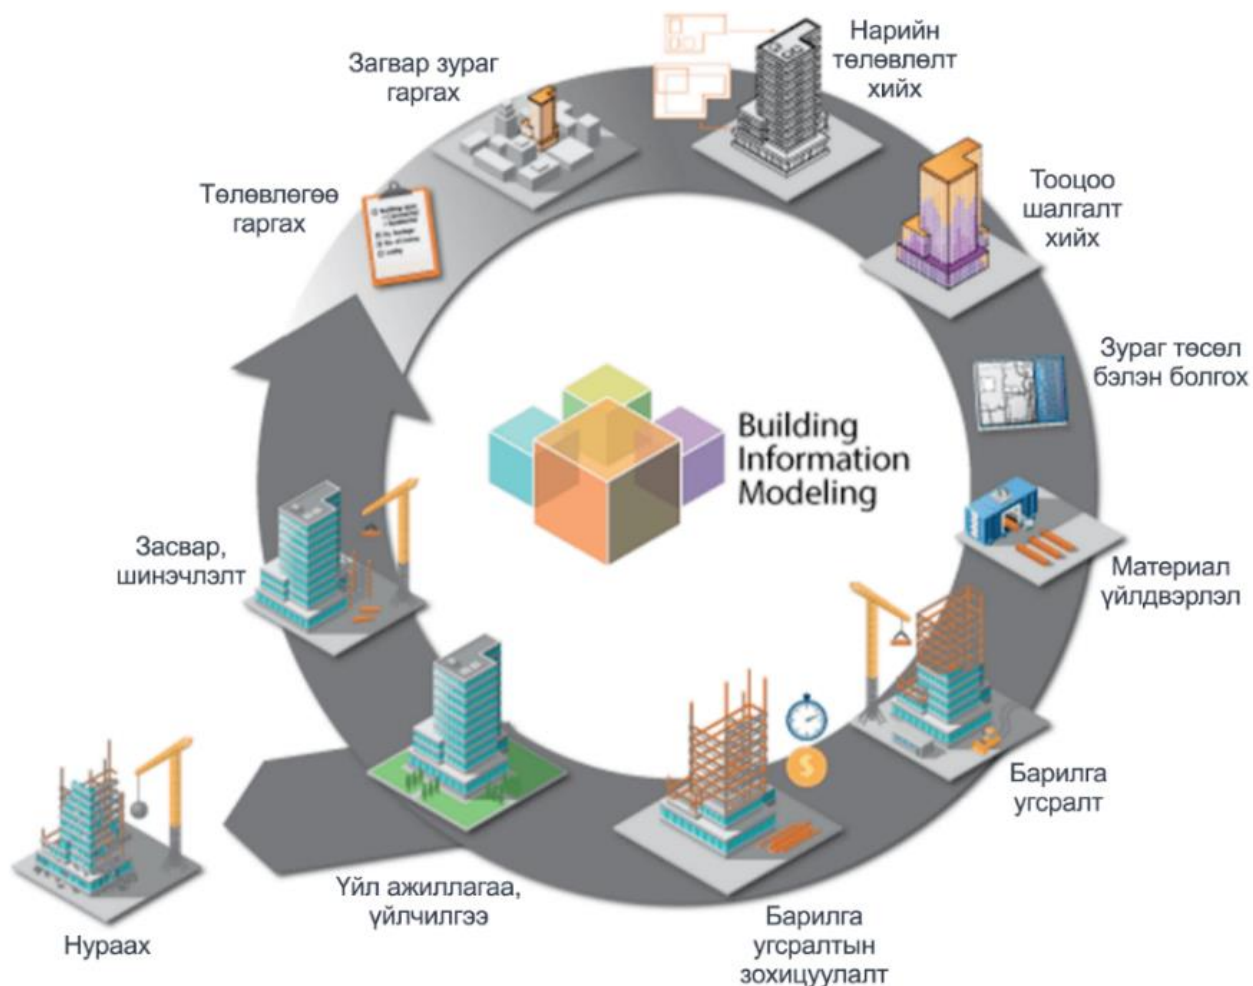 Нарийн
төлөвлөлт
хийх
Загвар зураг
гаргах
Төлөвлөгөө
гаргах
Тооцоо
шалгалт
хийх
Зураг төсөл
бэлэн болгох
Building
Information
Modeling
Материал
үйлдвэрлэл
Засвар,
шинэчлэлт
Барилга
угсралт
Үйл ажиллагаа,
үйлчилгээ
Барилга
угсралтын
зохицуулалт
Нураах
$